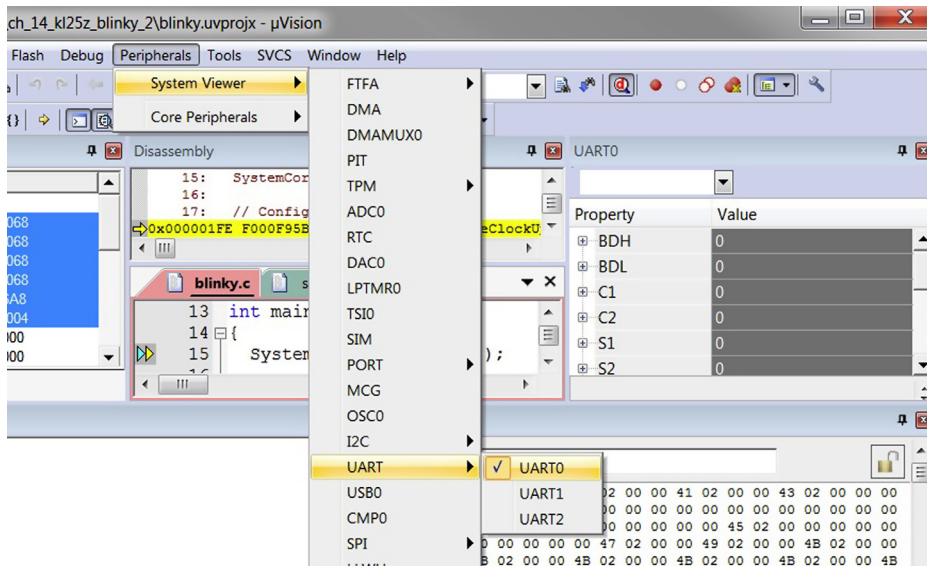 _ch_14_kl25z_blinky_2\blinky.uvprojx - µVision
Flash Debug Peripherals Tools SVCS Window Help
System Viewer
Core Peripherals
FTFA
DMA
DMAMUX0
PIT
TPM
ADC0
RTC
DAC0
LPTMR0
TSI0
SIM
PORT
MCG
OSC0
I2C
UART
USB0
CMP0
SPI
UART0
UART1
UART2
{}
068
068
068
068
6A8
004
000
000
Disassembly
15: SystemCor
16:
17: // Config
0x000001FE F000F95B eClockU
blinky.c s
13 int main
14 {
15 System );
UART0
Property Value
BDH 0
BDL 0
C1 0
C2 0
S1 0
S2 0
02 00 00 41 02 00 00 43 02 00 00 00
00 00 00 00 00 00 00 00 00 00 00
00 00 00 00 00 45 02 00 00 00 00
00 00 00 00 47 02 00 00 49 02 00 00 4B 02 00 00
B 02 00 00 4B 02 00 00 4B 02 00 00 4B 02 00 00 4B